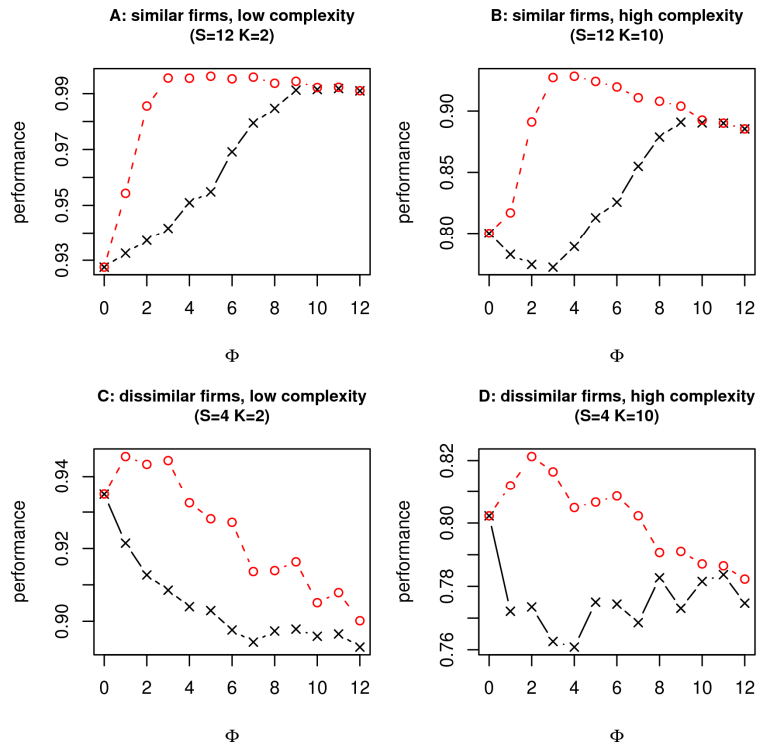 A: similar firms, low complexity
(S=12 K=2)
performance
0.93 0.95 0.97 0.99
0 2 4 6 8 10 12
Φ
B: similar firms, high complexity
(S=12 K=10)
performance
0.80 0.85 0.90
0 2 4 6 8 10 12
Φ
C: dissimilar firms, low complexity
(S=4 K=2)
performance
0.90 0.92 0.94
0 2 4 6 8 10 12
Φ
D: dissimilar firms, high complexity
(S=4 K=10)
performance
0.76 0.78 0.80 0.82
0 2 4 6 8 10 12
Φ